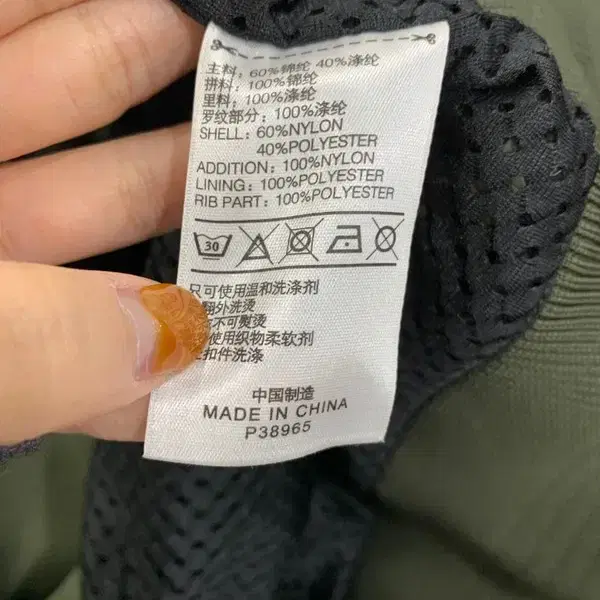 主料: 60%锦纶 40%涤纶
拼料: 100%锦纶
里料: 100%涤纶
罗纹部分: 100%涤纶
SHELL: 60%NYLON
40%POLYESTER
ADDITION: 100%NYLON
LINING: 100%POLYESTER
RIB PART: 100%POLYESTER
30
只可使用温和洗涤剂
翻外洗烫
不可熨烫
使用织物柔软剂
扣件洗涤
中国制造
MADE IN CHINA
P38965